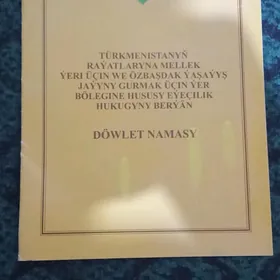 TÜRKMENISTANYŇ
RAÝATLARYNA MELLEK
ÝERI ÜÇIN WE ÖZBAŞDAK ÝAŞAÝYŞ
JAÝYNY GURMAK ÜÇIN ÝER
BÖLEGINE HUSUSY EÝEÇILIK
HUKUGYNY BERÝÄN
DÖWLET NAMASY